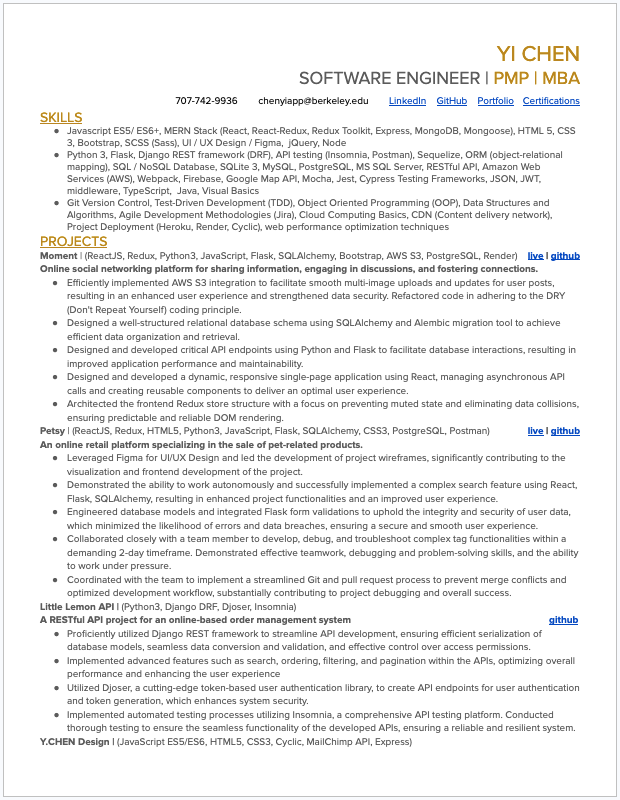 YI CHEN
SOFTWARE ENGINEER | PMP | MBA
707-742-9936 chenyiapp@berkeley.edu LinkedIn GitHub Portfolio Certifications
SKILLS
● Javascript ES5/ ES6+, MERN Stack (React, React-Redux, Redux Toolkit, Express, MongoDB, Mongoose), HTML 5, CSS
3, Bootstrap, SCSS (Sass), UI / UX Design / Figma, jQuery, Node
● Python 3, Flask, Django REST framework (DRF), API testing (Insomnia, Postman), Sequelize, ORM (object-relational
mapping), SQL / NoSQL Database, SQLite 3, MySQL, PostgreSQL, MS SQL Server, RESTful API, Amazon Web
Services (AWS), Webpack, Firebase, Google Map API, Mocha, Jest, Cypress Testing Frameworks, JSON, JWT,
middleware, TypeScript, Java, Visual Basics
● Git Version Control, Test-Driven Development (TDD), Object Oriented Programming (OOP), Data Structures and
Algorithms, Agile Development Methodologies (Jira), Cloud Computing Basics, CDN (Content delivery network),
Project Deployment (Heroku, Render, Cyclic), web performance optimization techniques
PROJECTS
Moment | (ReactJS, Redux, Python3, JavaScript, Flask, SQLAlchemy, Bootstrap, AWS S3, PostgreSQL, Render) live | github
Online social networking platform for sharing information, engaging in discussions, and fostering connections.
● Efficiently implemented AWS S3 integration to facilitate smooth multi-image uploads and updates for user posts,
resulting in an enhanced user experience and strengthened data security. Refactored code in adhering to the DRY
(Don't Repeat Yourself) coding principle.
● Designed a well-structured relational database schema using SQLAlchemy and Alembic migration tool to achieve
efficient data organization and retrieval.
● Designed and developed critical API endpoints using Python and Flask to facilitate database interactions, resulting in
improved application performance and maintainability.
● Designed and developed a dynamic, responsive single-page application using React, managing asynchronous API
calls and creating reusable components to deliver an optimal user experience.
● Architected the frontend Redux store structure with a focus on preventing muted state and eliminating data collisions,
ensuring predictable and reliable DOM rendering.
Petsy | (ReactJS, Redux, HTML5, Python3, JavaScript, Flask, SQLAlchemy, CSS3, PostgreSQL, Postman) live | github
An online retail platform specializing in the sale of pet-related products.
● Leveraged Figma for UI/UX Design and led the development of project wireframes, significantly contributing to the
visualization and frontend development of the project.
● Demonstrated the ability to work autonomously and successfully implemented a complex search feature using React,
Flask, SQLAlchemy, resulting in enhanced project functionalities and an improved user experience.
● Engineered database models and integrated Flask form validations to uphold the integrity and security of user data,
which minimized the likelihood of errors and data breaches, ensuring a secure and smooth user experience.
● Collaborated closely with a team member to develop, debug, and troubleshoot complex tag functionalities within a
demanding 2-day timeframe. Demonstrated effective teamwork, debugging and problem-solving skills, and the ability
to work under pressure.
● Coordinated with the team to implement a streamlined Git and pull request process to prevent merge conflicts and
optimized development workflow, substantially contributing to project debugging and overall success.
Little Lemon API | (Python3, Django DRF, Djoser, Insomnia)
A RESTful API project for an online-based order management system github
● Proficiently utilized Django REST framework to streamline API development, ensuring efficient serialization of
database models, seamless data conversion and validation, and effective control over access permissions.
● Implemented advanced features such as search, ordering, filtering, and pagination within the APIs, optimizing overall
performance and enhancing the user experience
● Utilized Djoser, a cutting-edge token-based user authentication library, to create API endpoints for user authentication
and token generation, which enhances system security.
● Implemented automated testing processes utilizing Insomnia, a comprehensive API testing platform. Conducted
thorough testing to ensure the seamless functionality of the developed APIs, ensuring a reliable and resilient system.
Y.CHEN Design | (JavaScript ES5/ES6, HTML5, CSS3, Cyclic, MailChimp API, Express)